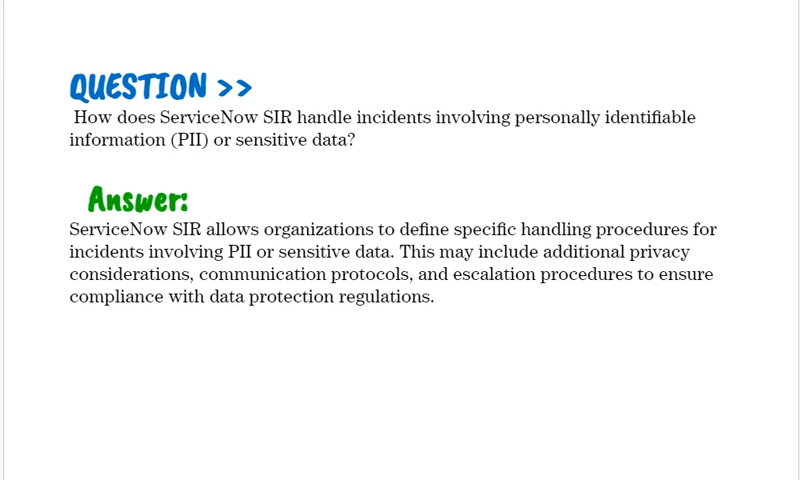 QUESTION >>
How does ServiceNow SIR handle incidents involving personally identifiable
information (PII) or sensitive data?
Answer:
ServiceNow SIR allows organizations to define specific handling procedures for
incidents involving PII or sensitive data. This may include additional privacy
considerations, communication protocols, and escalation procedures to ensure
compliance with data protection regulations.